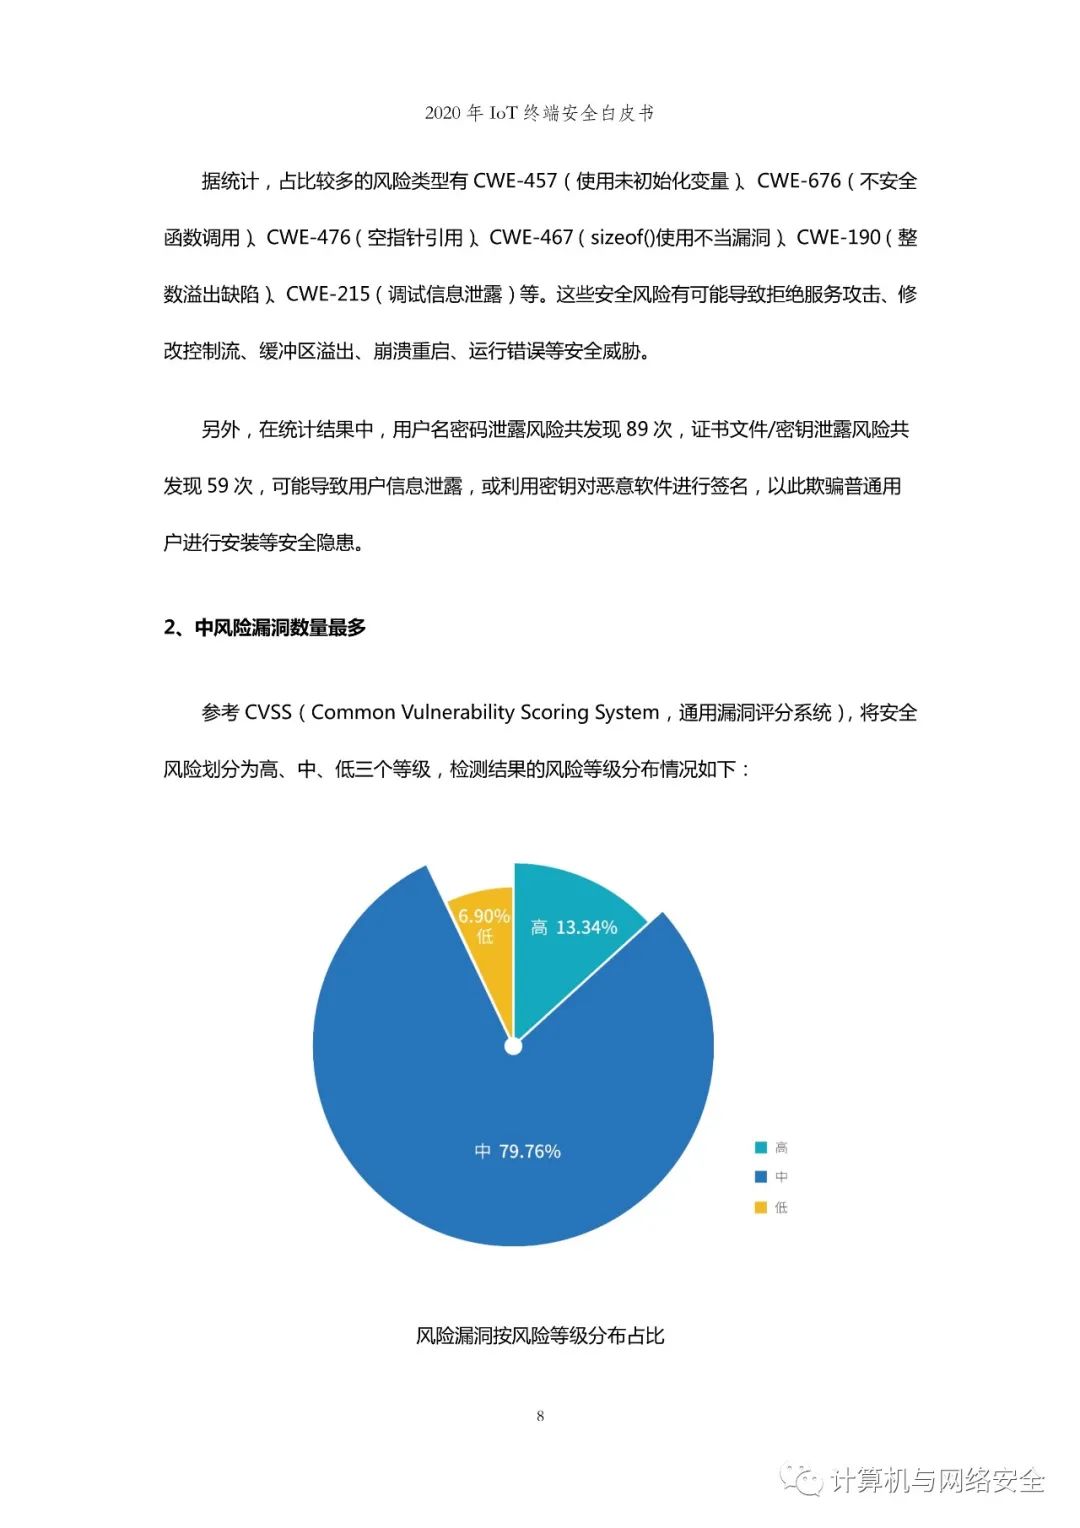 2020 年 IoT 终端安全白皮书
据统计，占比较多的风险类型有 CWE-457（使用未初始化变量）、CWE-676（不安全
函数调用）、CWE-476（空指针引用）、CWE-467（sizeof()使用不当漏洞）、CWE-190（整
数溢出缺陷）、CWE-215（调试信息泄露）等。这些安全风险有可能导致拒绝服务攻击、修
改控制流、缓冲区溢出、崩溃重启、运行错误等安全威胁。
另外，在统计结果中，用户名密码泄露风险共发现 89 次，证书文件/密钥泄露风险共
发现 59 次，可能导致用户信息泄露，或利用密钥对恶意软件进行签名，以此欺骗普通用
户进行安装等安全隐患。
2、中风险漏洞数量最多
参考 CVSS（Common Vulnerability Scoring System，通用漏洞评分系统），将安全
风险划分为高、中、低三个等级，检测结果的风险等级分布情况如下：
6.90%
低
高 13.34%
中 79.76%
高
中
低
风险漏洞按风险等级分布占比
8
计算机与网络安全